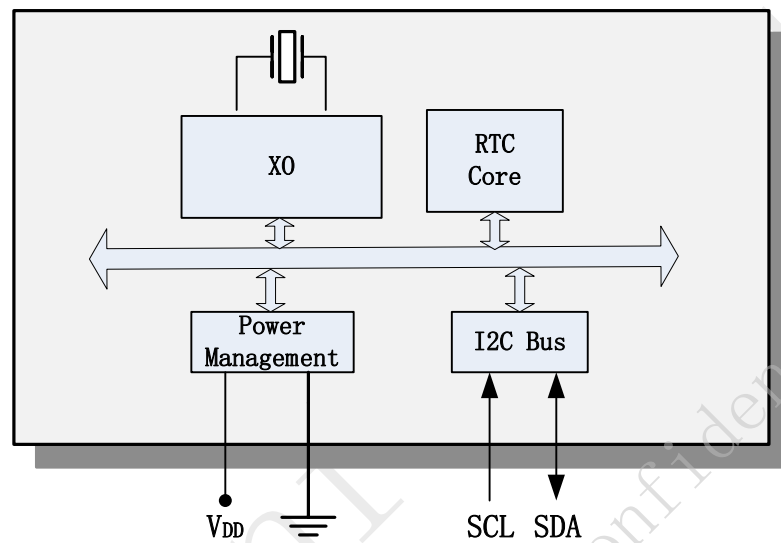 XO
RTC
Core
Power
Management
I2C Bus
VDD
SCL SDA